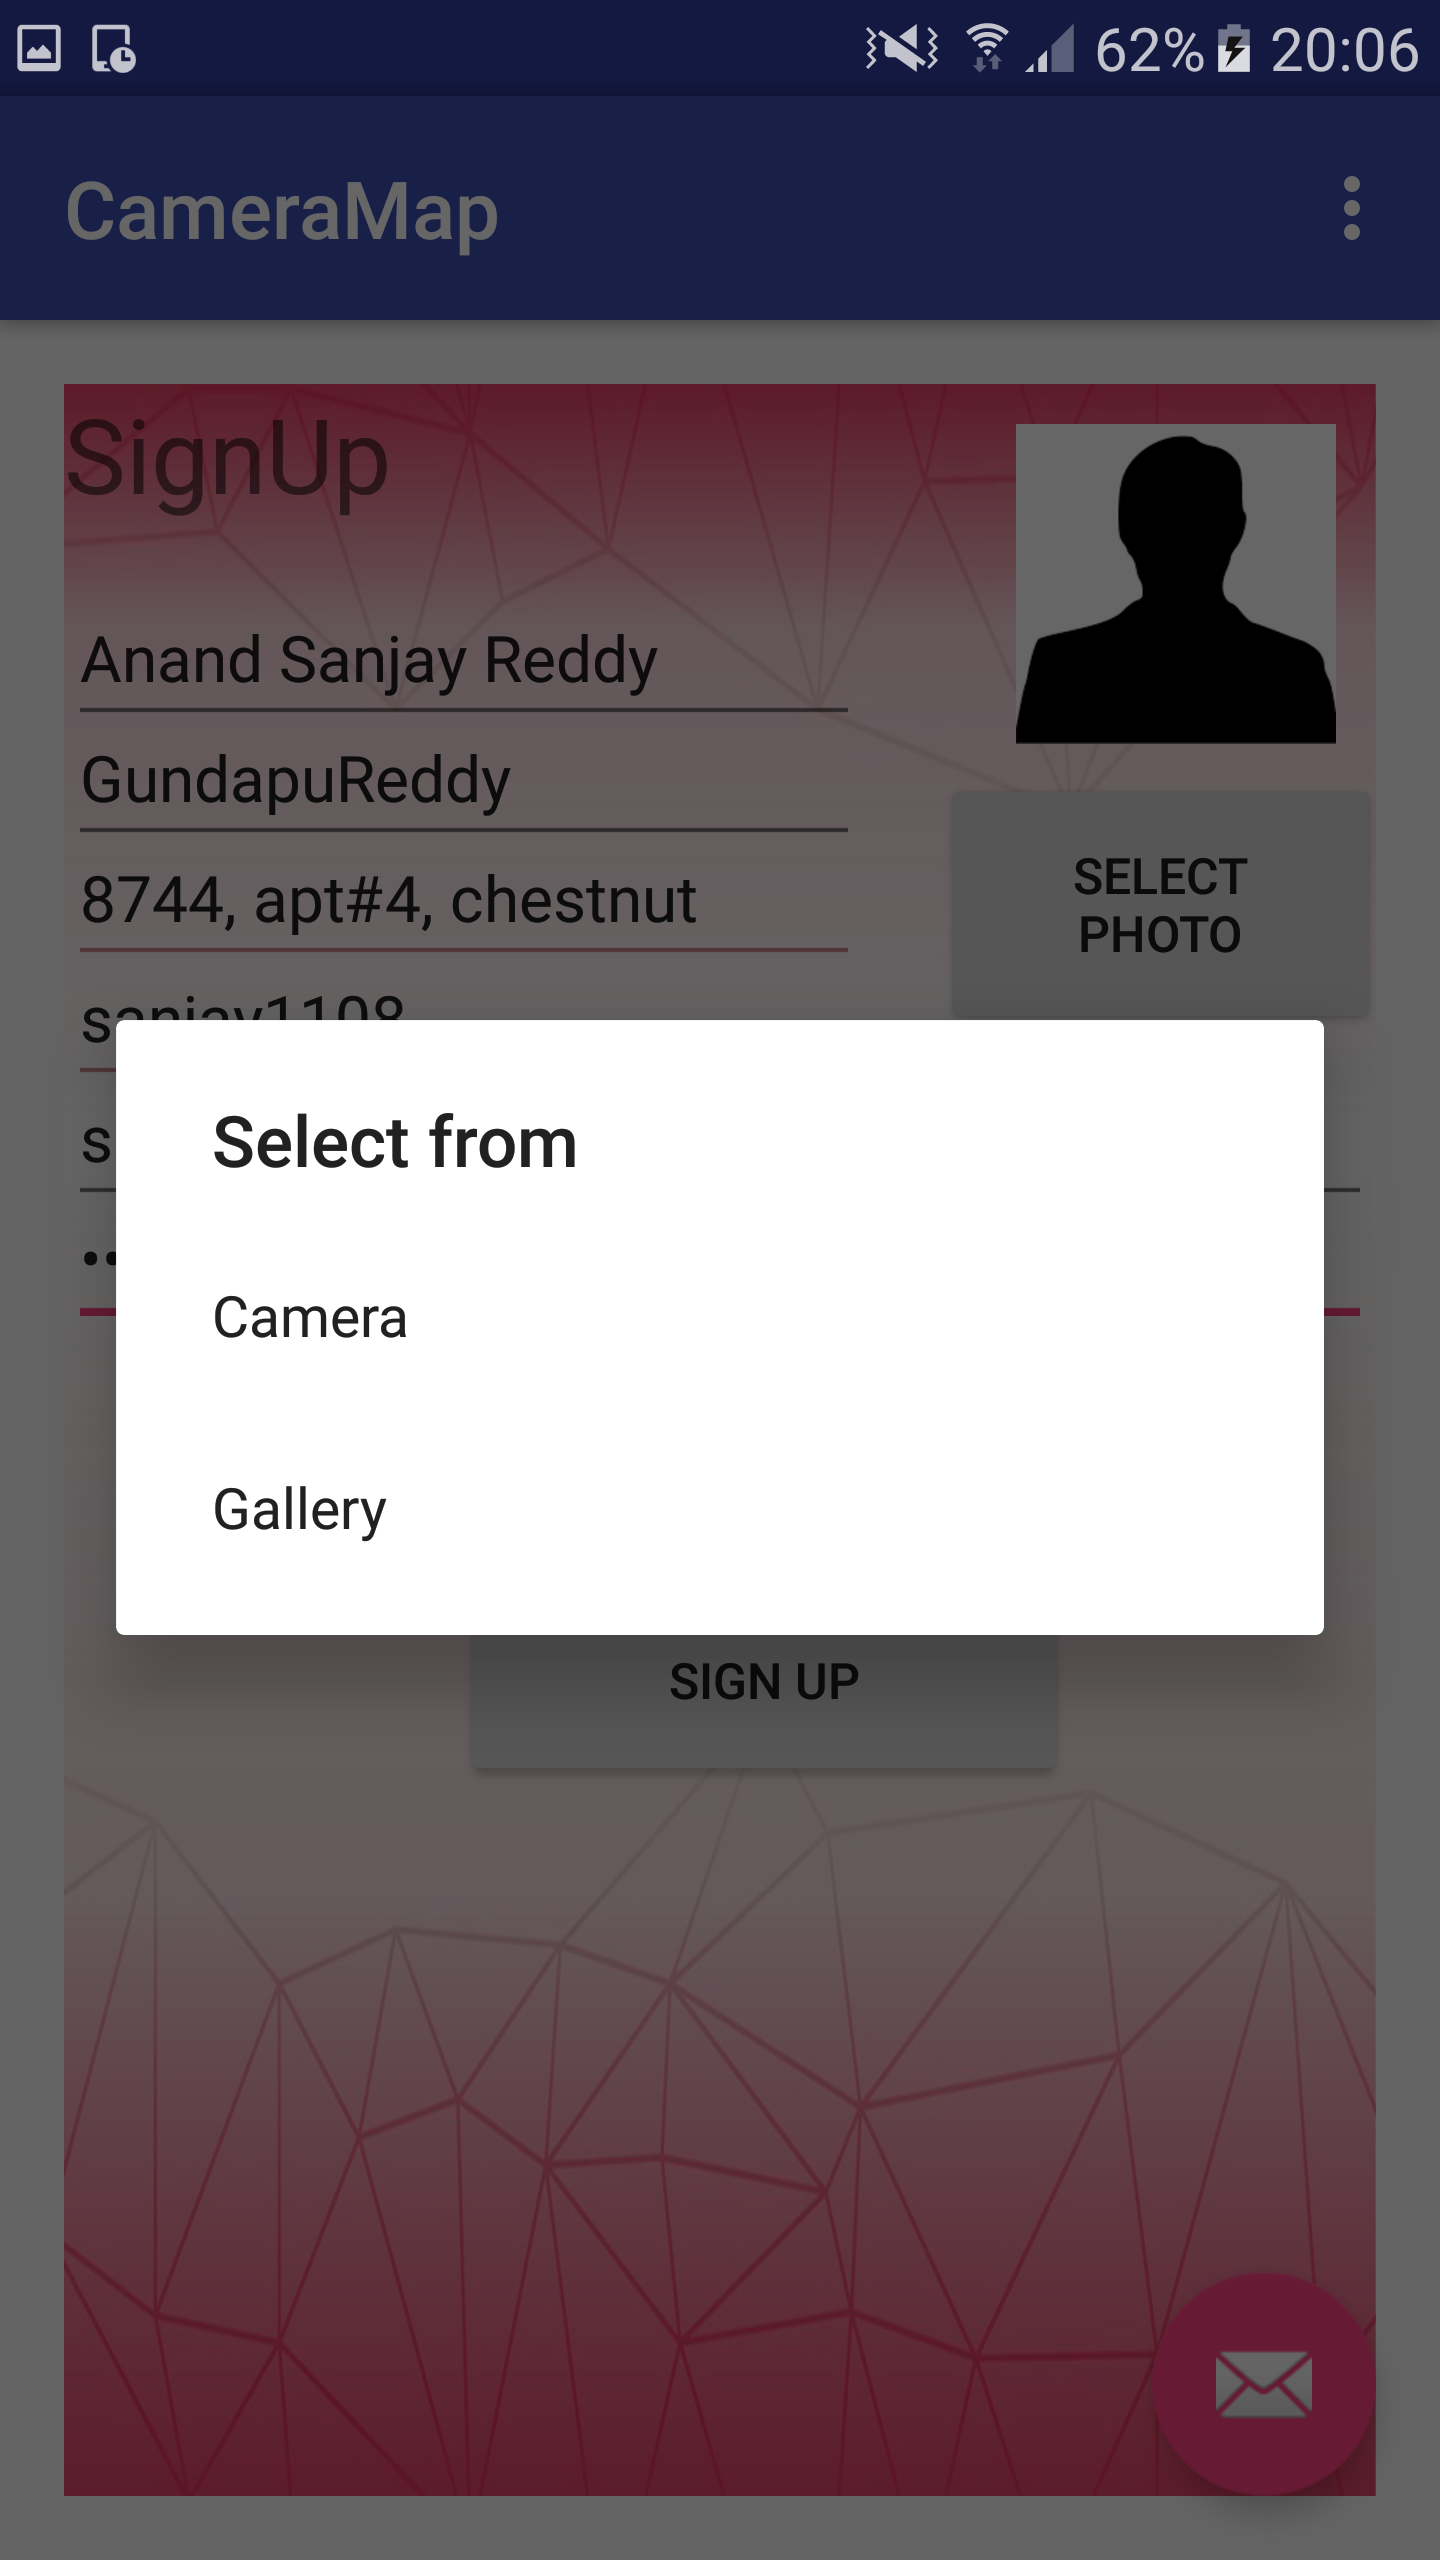 62% 20:06
CameraMap
SignUp
Anand Sanjay Reddy
GundapuReddy
8744, apt#4, chestnut
SELECT
PHOTO
sanjay1108
s
Select from
Camera
Gallery
SIGN UP